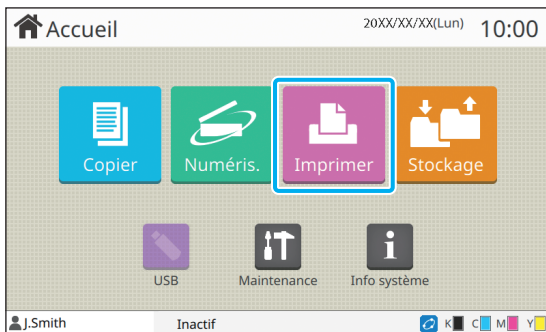 Accueil 20XX/XX/XX(Lun) 10:00
Copier Numéris. Imprimer Stockage
USB Maintenance Info système
J.Smith Inactif K C M Y